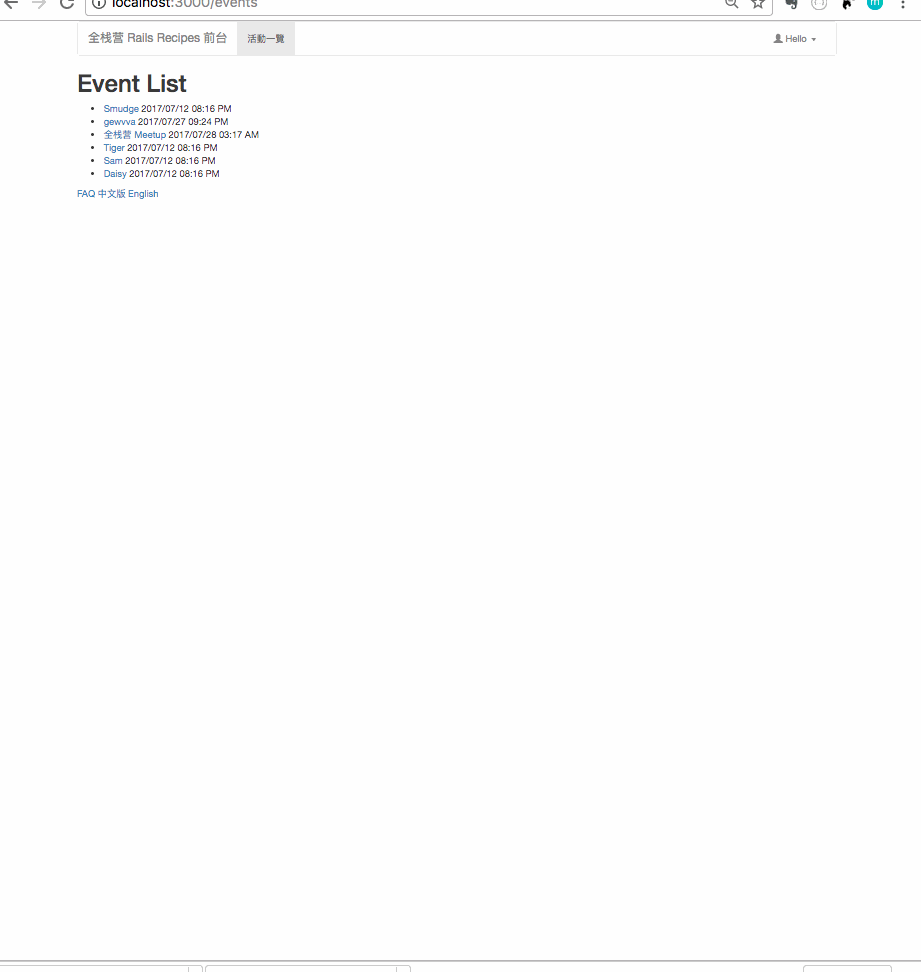 localhost:3000/events
m
全栈营 Rails Recipes 前台 活動一覽 Hello
Event List
Smudge 2017/07/12 08:16 PM
gewvva 2017/07/27 09:24 PM
全栈营 Meetup 2017/07/28 03:17 AM
Tiger 2017/07/12 08:16 PM
Sam 2017/07/12 08:16 PM
Daisy 2017/07/12 08:16 PM
FAQ 中文版 English